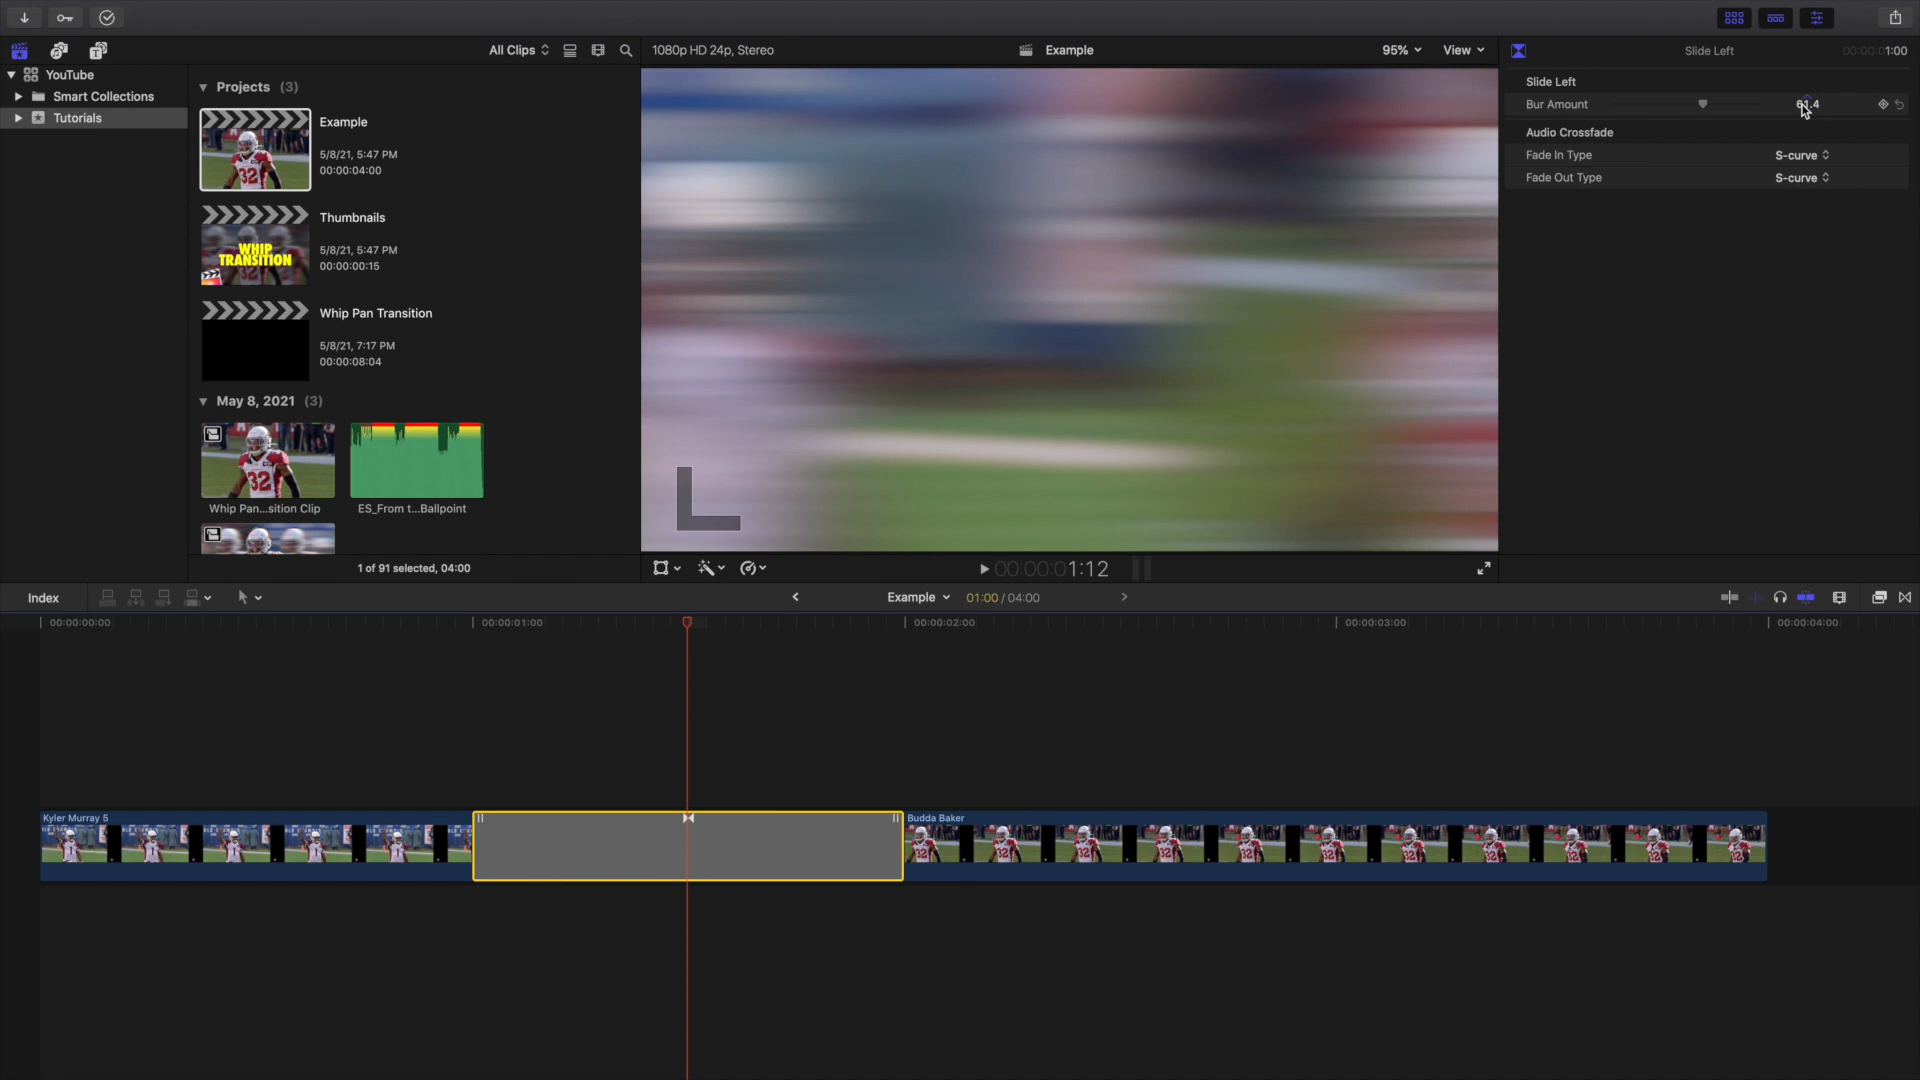 All Clips
1080p HD 24p, Stereo
Example
95%
View
Slide Left
00:00:01:00
YouTube
Smart Collections
Tutorials
Projects (3)
Example
5/8/21, 5:47 PM
00:00:04:00
Thumbnails
5/8/21, 5:47 PM
00:00:00:15
WHIP
TRANSITION
Whip Pan Transition
5/8/21, 7:17 PM
00:00:08:04
May 8, 2021 (3)
Whip Pan...sition Clip
ES_From t...Ballpoint
1 of 91 selected, 04:00
Slide Left
Bur Amount
61.4
Audio Crossfade
Fade In Type
S-curve
Fade Out Type
S-curve
00:00:01:12
Index
Example
01:00 / 04:00
00:00:00:00
00:00:01:00
00:00:02:00
00:00:03:00
00:00:04:00
Kyler Murray 5
Budda Baker